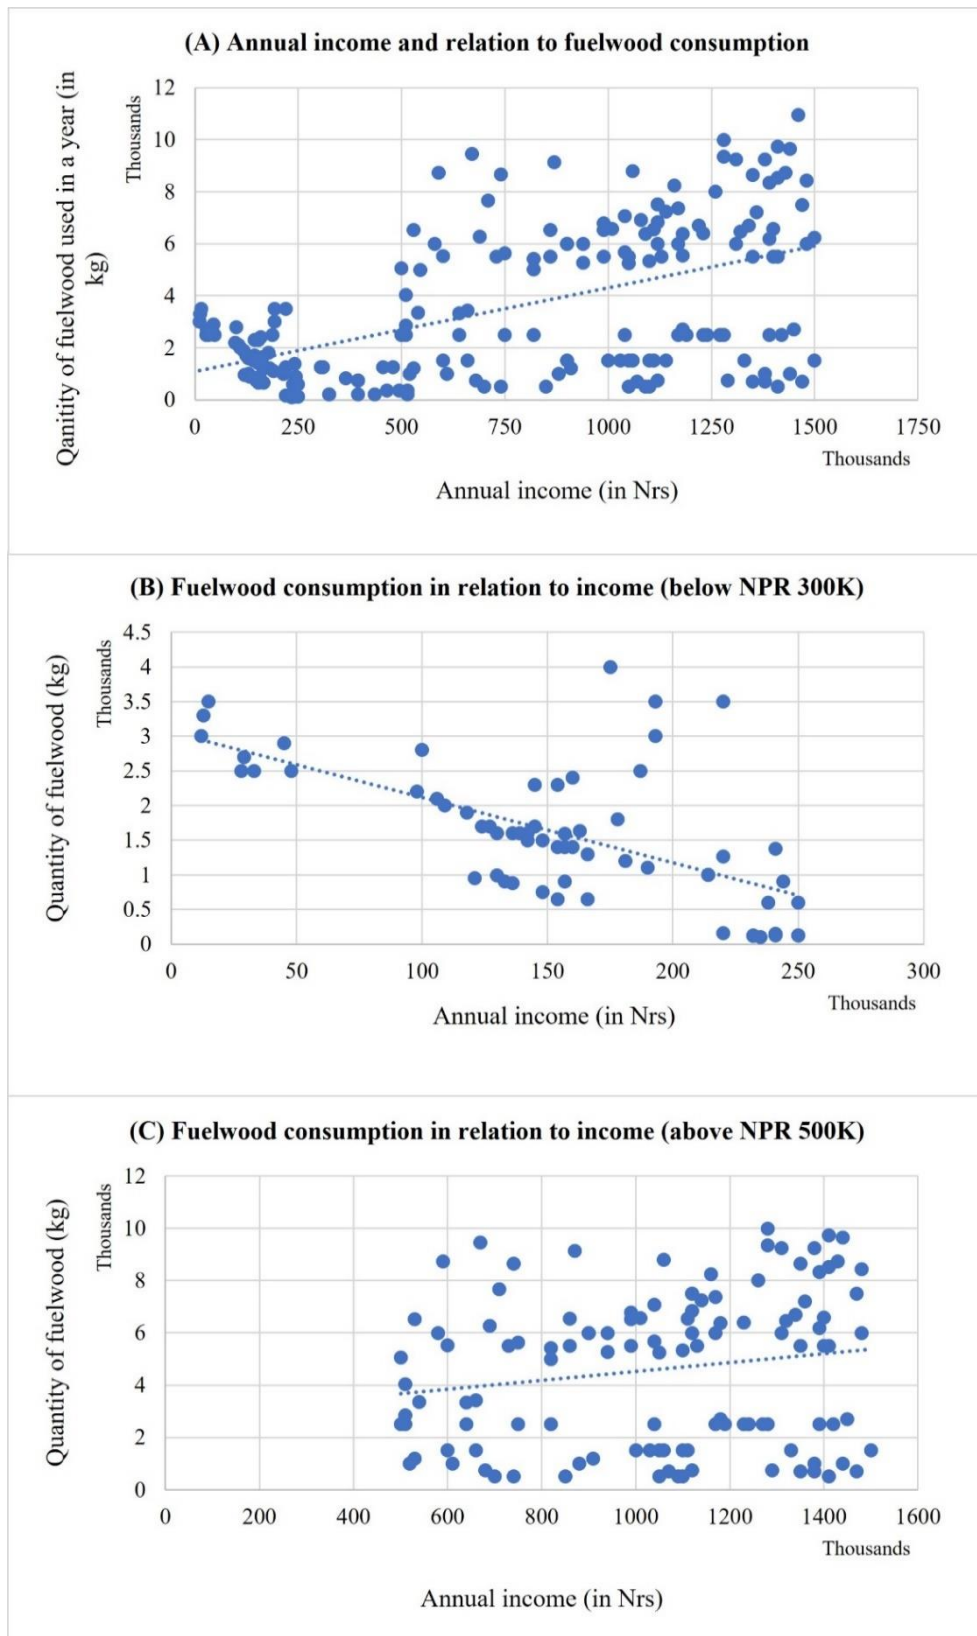 (A) Annual income and relation to fuelwood consumption
Qanitity of fuelwood used in a year (in
kg)
Thousands
12
10
8
6
4
2
0
0 250 500 750 1000 1250 1500 1750
Thousands
Annual income (in Nrs)
(B) Fuelwood consumption in relation to income (below NPR 300K)
Quantity of fuelwood (kg)
Thousands
4.5
4
3.5
3
2.5
2
1.5
1
0.5
0
0 50 100 150 200 250 300
Thousands
Annual income (in Nrs)
(C) Fuelwood consumption in relation to income (above NPR 500K)
Quantity of fuelwood (kg)
Thousands
12
10
8
6
4
2
0
0 200 400 600 800 1000 1200 1400 1600
Thousands
Annual income (in Nrs)